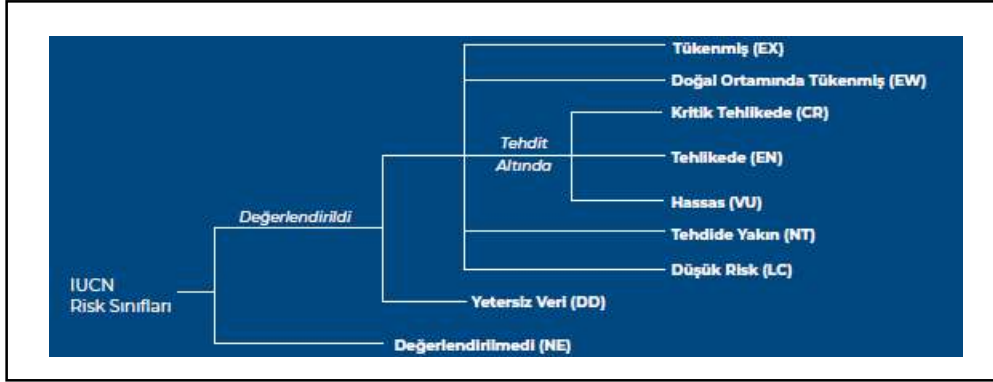 Tükenmiş (EX)
Doğal Ortamında Tükenmiş (EW)
Kritik Tehlikede (CR)
Tehdit
Altında
Tehlikede (EN)
Hassas (VU)
Değerlendirildi
Tehdide Yakın (NT)
Düşük Risk (LC)
IUCN
Risk Sınıfları
Yetersiz Veri (DD)
Değerlendirilmedi (NE)